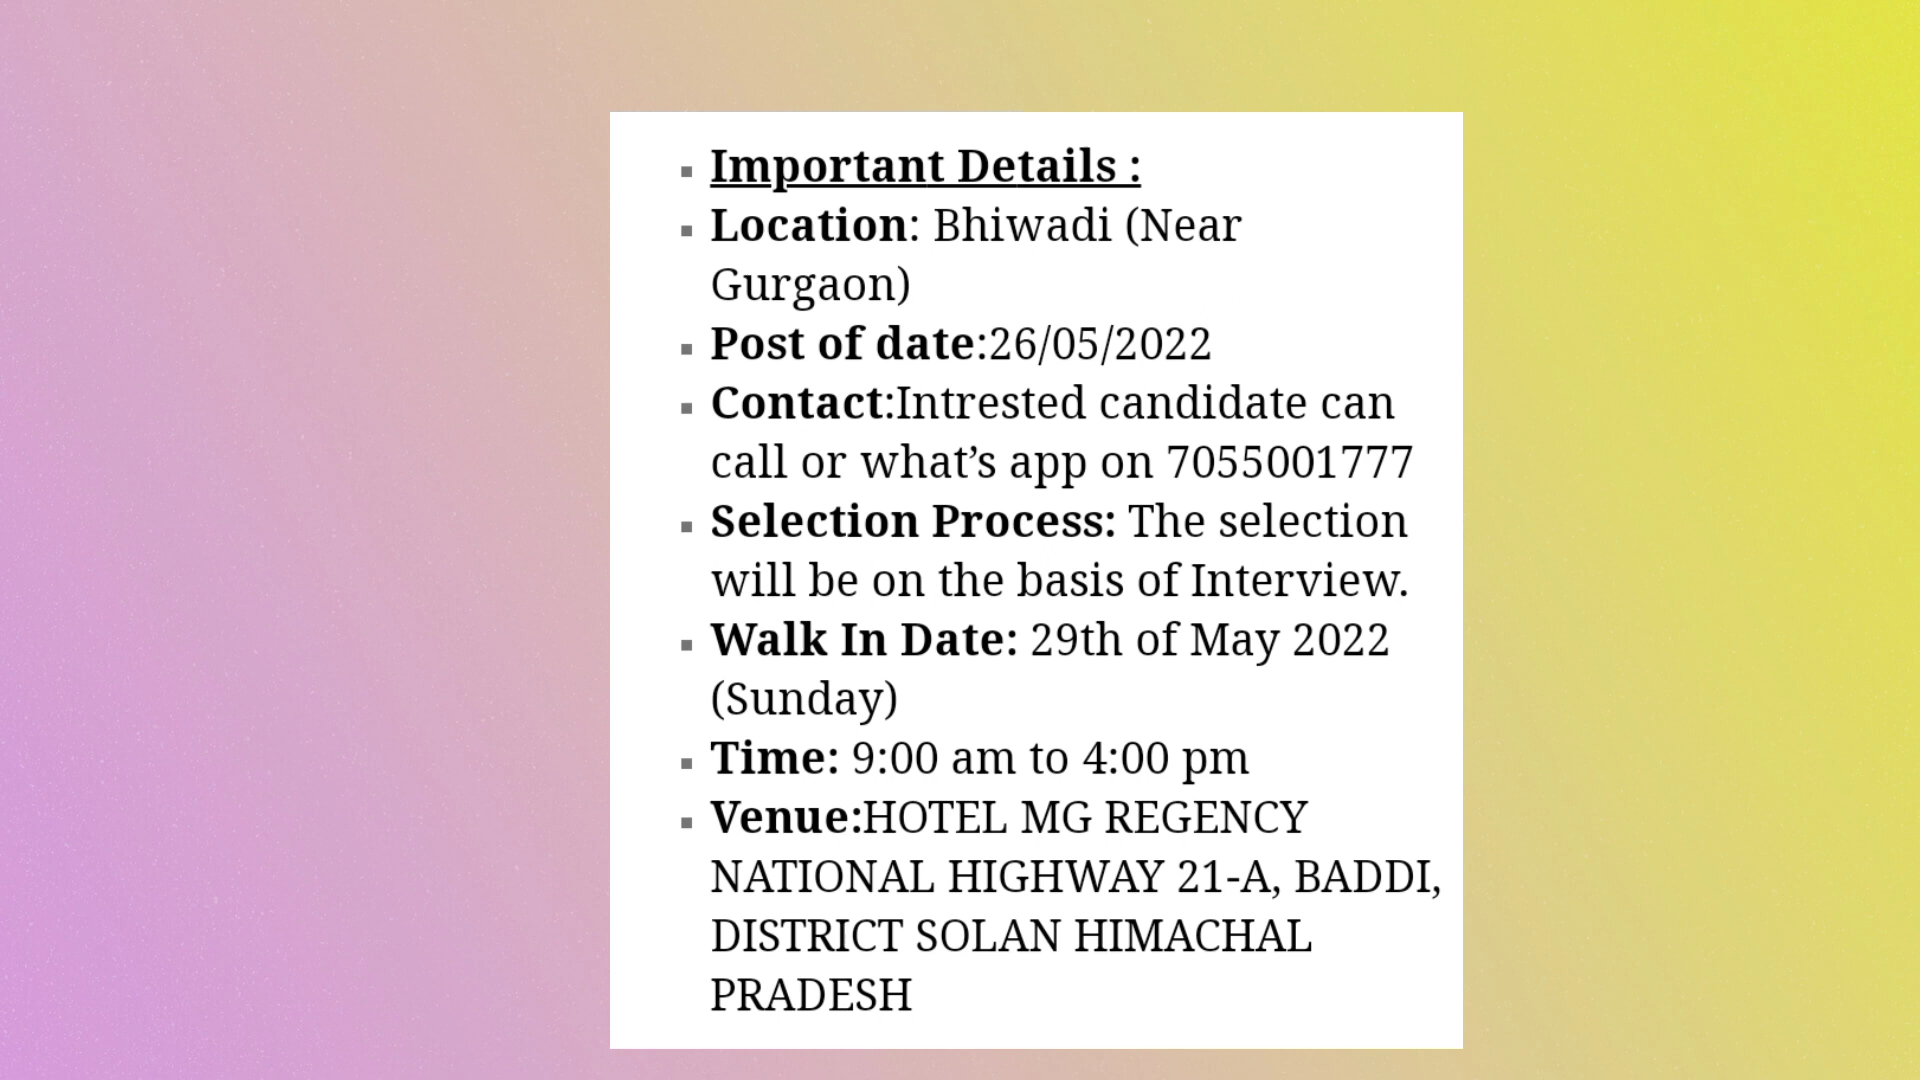 Important Details :
Location: Bhiwadi (Near
Gurgaon)
Post of date:26/05/2022
Contact:Intrested candidate can
call or what’s app on 7055001777
Selection Process: The selection
will be on the basis of Interview.
Walk In Date: 29th of May 2022
(Sunday)
Time: 9:00 am to 4:00 pm
Venue:HOTEL MG REGENCY
NATIONAL HIGHWAY 21-A, BADDI,
DISTRICT SOLAN HIMACHAL
PRADESH